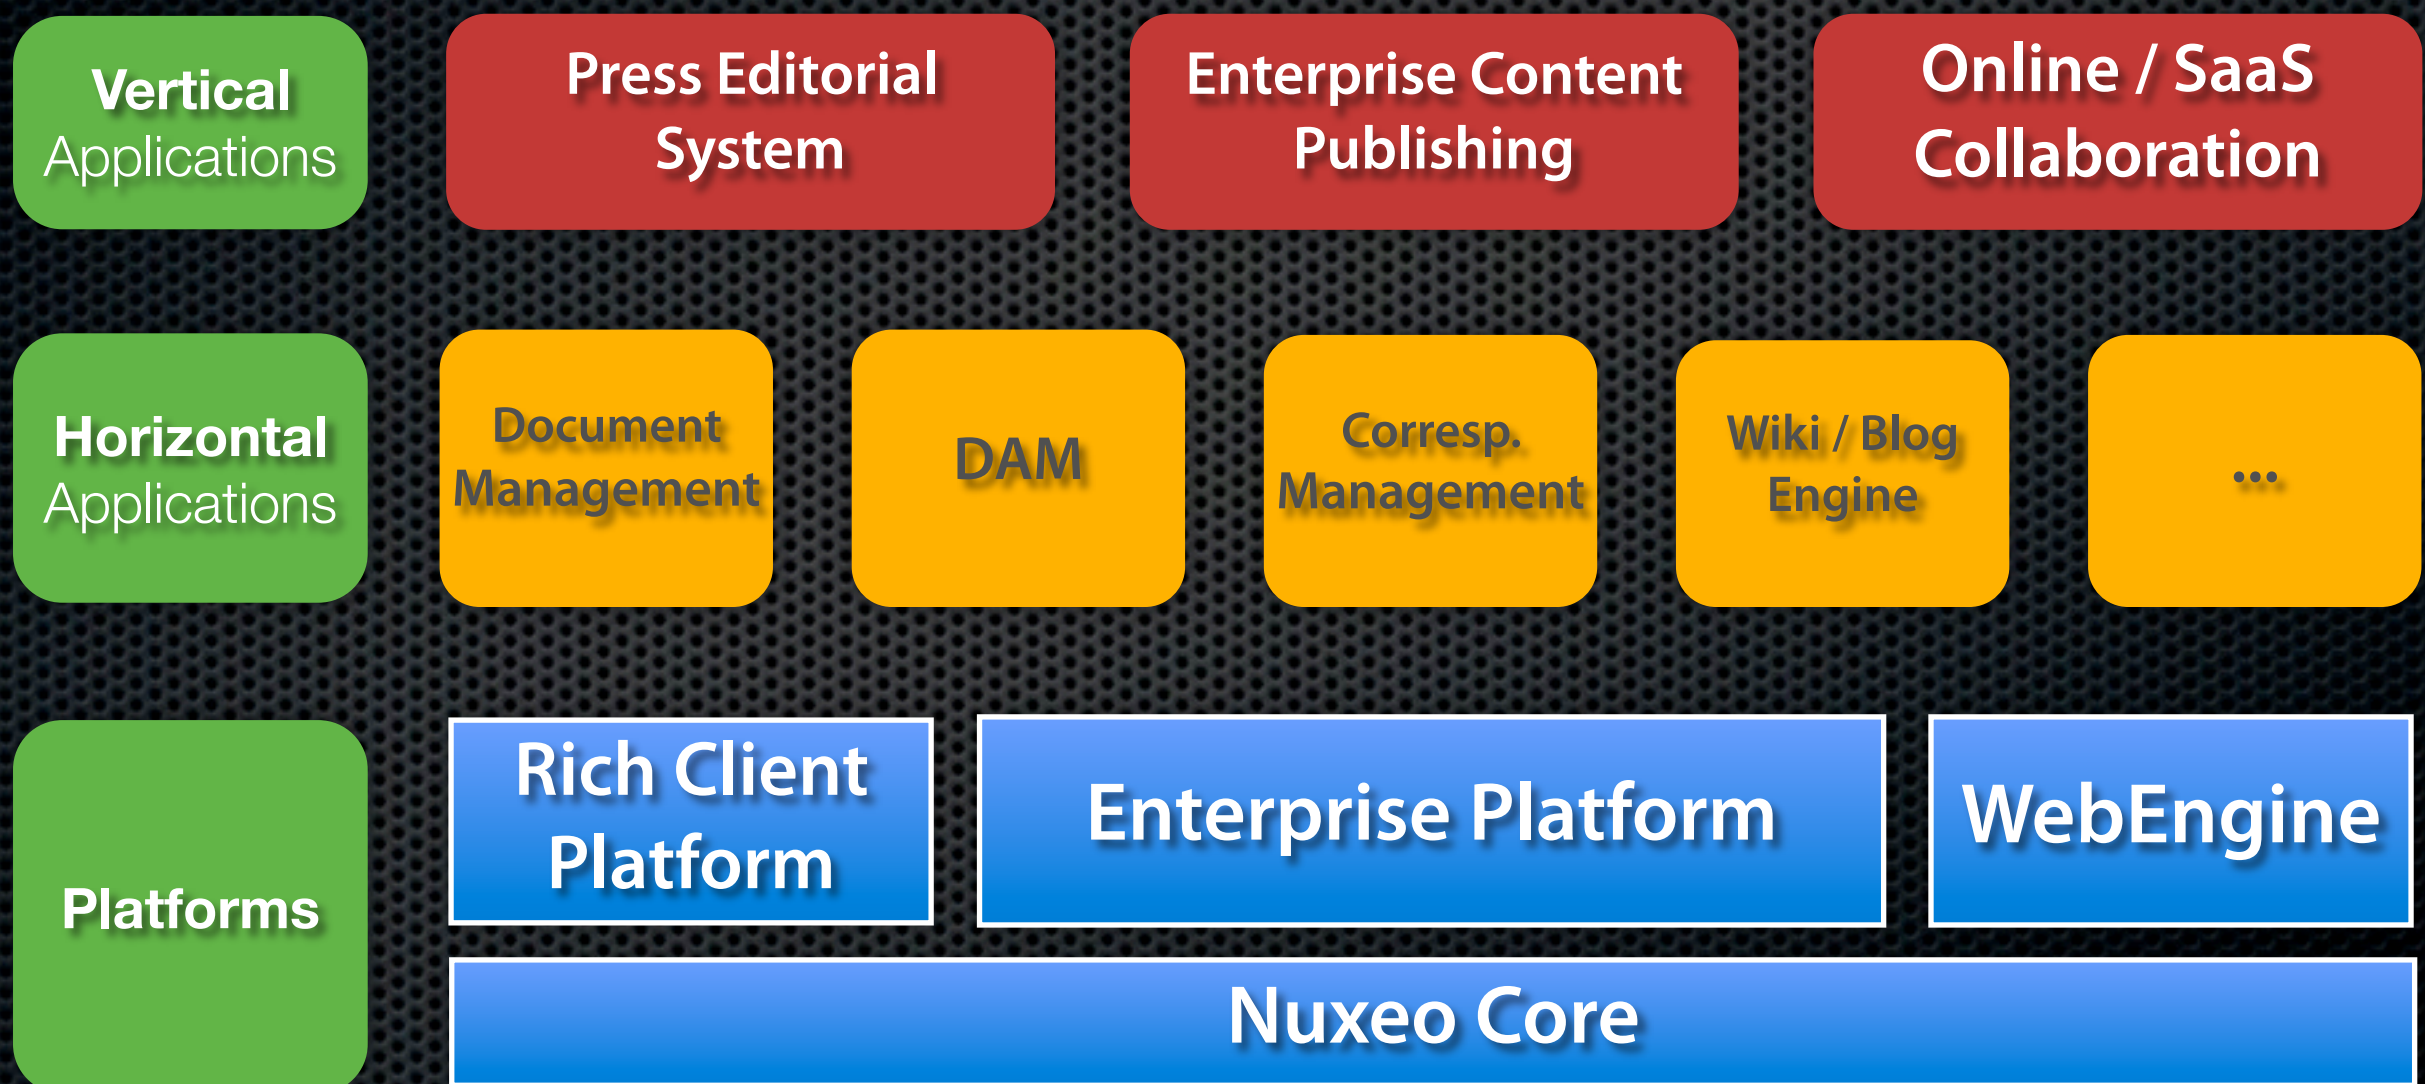 Vertical
Applications
Press Editorial
System
Enterprise Content
Publishing
Online / SaaS
Collaboration
Horizontal
Applications
Document
Management
DAM
Corresp.
Management
Wiki / Blog
Engine
...
Platforms
Rich Client
Platform
Enterprise Platform
WebEngine
Nuxeo Core